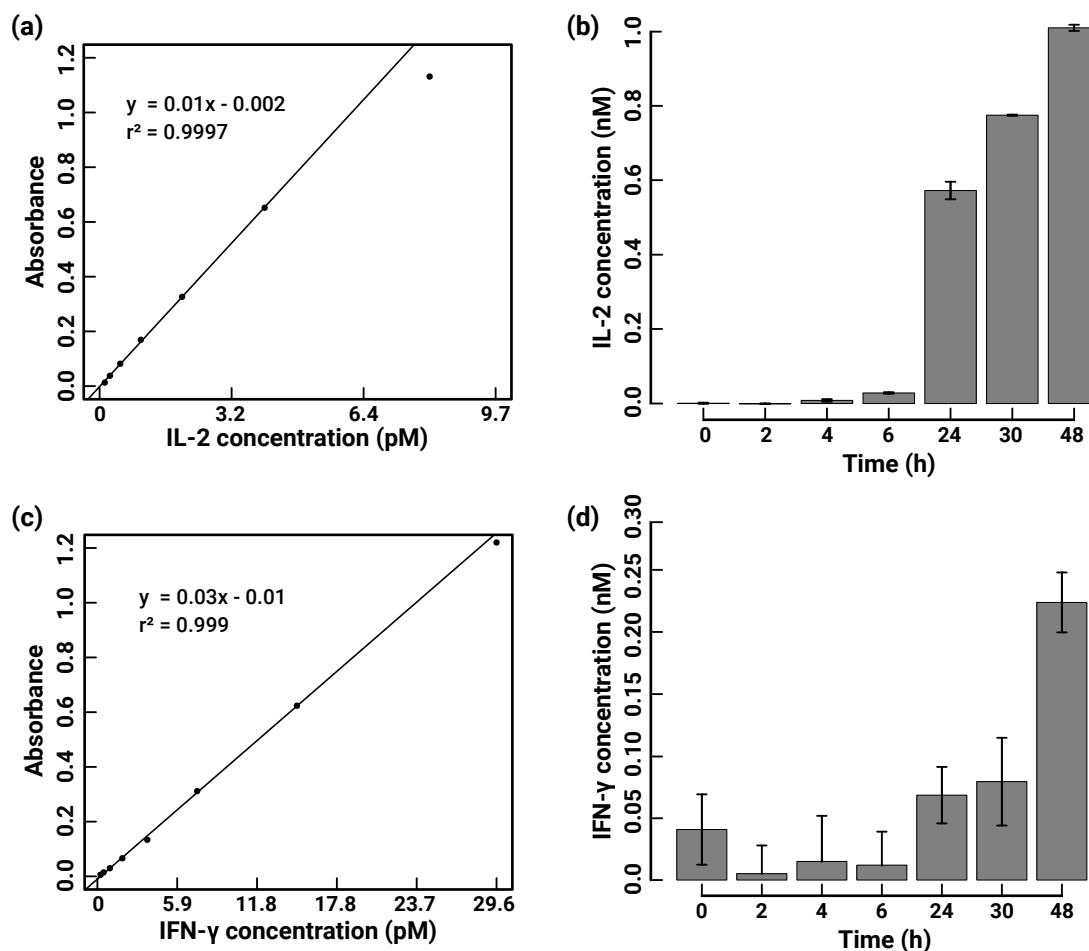 (a)
Absorbance
1.2
1.0
0.8
0.6
0.4
0.2
0.0
y = 0.01x - 0.002
r² = 0.9997
0 3.2 6.4 9.7
IL-2 concentration (pM)
(b)
IL-2 concentration (nM)
1.0
0.8
0.6
0.4
0.2
0.0
0 2 4 6 24 30 48
Time (h)
(c)
Absorbance
1.2
1.0
0.8
0.6
0.4
0.2
0.0
y = 0.03x - 0.01
r² = 0.999
0 5.9 11.8 17.8 23.7 29.6
IFN-γ concentration (pM)
(d)
IFN-γ concentration (nM)
0.30
0.25
0.20
0.15
0.10
0.05
0.0
0 2 4 6 24 30 48
Time (h)